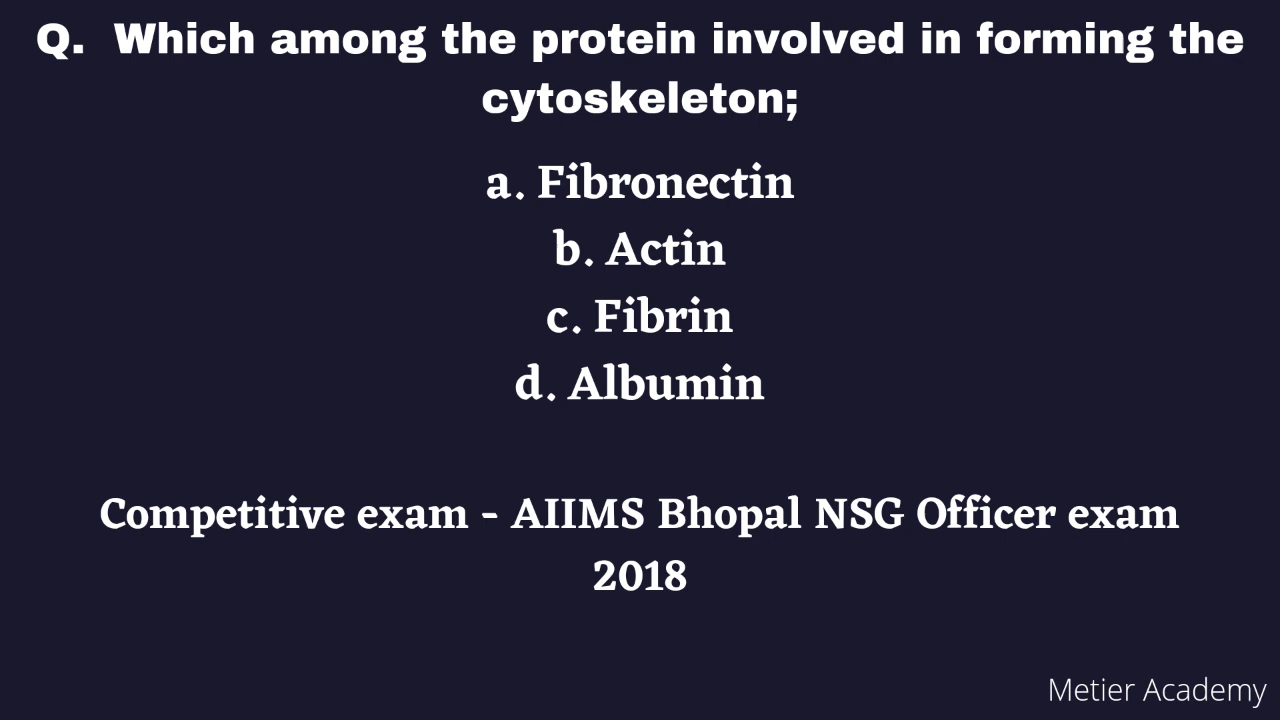 Q. Which among the protein involved in forming the
cytoskeleton;
a. Fibronectin
b. Actin
c. Fibrin
d. Albumin
Competitive exam - AIIMS Bhopal NSG Officer exam
2018
Metier Academy